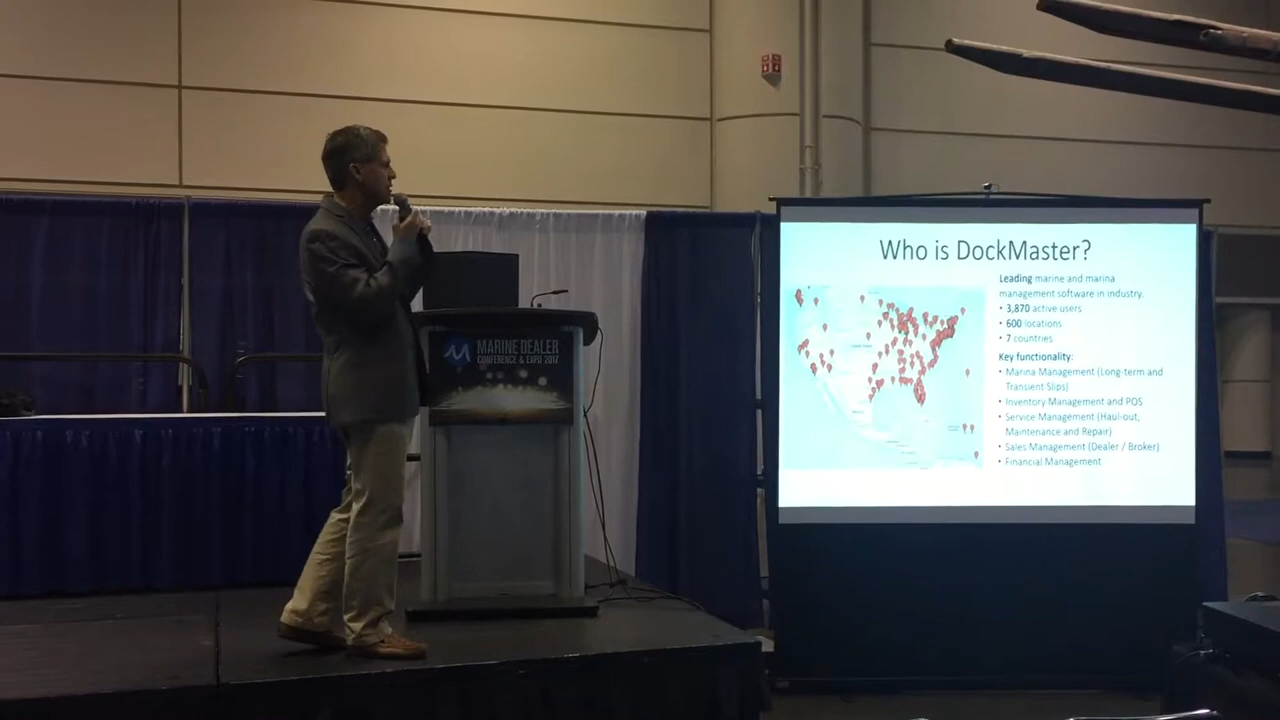 MARINE DEALER
CONFERENCE & EXPO 2017
Who is DockMaster?
Leading marine and marina
management software in industry.
• 3,870 active users
• 600 locations
• 7 countries
Key functionality:
• Marina Management (Long-term and
Transient Slips)
• Inventory Management and POS
• Service Management (Haul-out,
Maintenance and Repair)
• Sales Management (Dealer / Broker)
• Financial Management